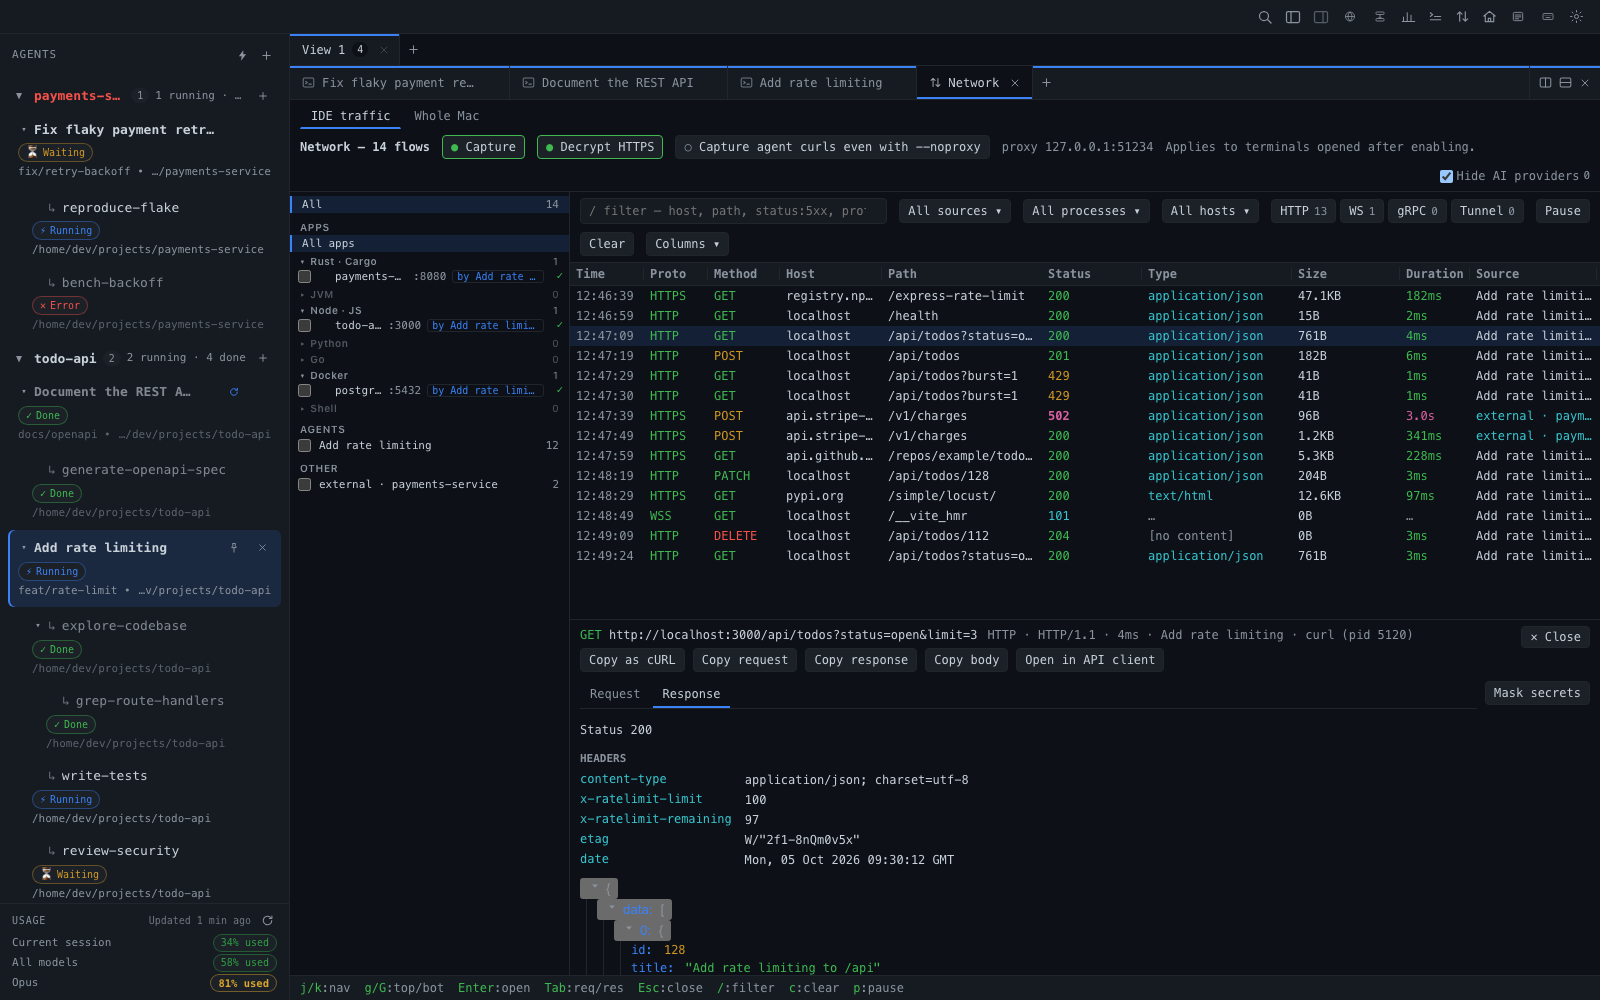 AGENTS
payments-s… 1 1 running · …
Fix flaky payment retr…
Waiting
fix/retry-backoff • …/payments-service
reproduce-flake
Running
/home/dev/projects/payments-service
bench-backoff
× Error
/home/dev/projects/payments-service
todo-api 2 2 running · 4 done
Document the REST A…
✓ Done
docs/openapi • …/dev/projects/todo-api
generate-openapi-spec
✓ Done
/home/dev/projects/todo-api
Add rate limiting
Running
feat/rate-limit • …v/projects/todo-api
explore-codebase
✓ Done
/home/dev/projects/todo-api
grep-route-handlers
✓ Done
/home/dev/projects/todo-api
write-tests
Running
/home/dev/projects/todo-api
review-security
Waiting
/home/dev/projects/todo-api
USAGE Updated 1 min ago
Current session 34% used
All models 58% used
Opus 81% used
View 1 4
Fix flaky payment re… Document the REST API Add rate limiting Network
IDE traffic Whole Mac
Network — 14 flows ● Capture ● Decrypt HTTPS ○ Capture agent curls even with --noproxy proxy 127.0.0.1:51234 Applies to terminals opened after enabling.
Hide AI providers 0
All 14
APPS
All apps
Rust · Cargo 1
payments-… :8080 by Add rate … ✓
JVM 0
Node · JS 1
todo-a… :3000 by Add rate limi… ✓
Python 0
Go 0
Docker 1
postgr… :5432 by Add rate limi… ✓
Shell 0
AGENTS
Add rate limiting 12
OTHER
external · payments-service 2
/ filter — host, path, status:5xx, pro All sources ▾ All processes ▾ All hosts ▾ HTTP 13 WS 1 gRPC 0 Tunnel 0 Pause
Clear Columns ▾
Time Proto Method Host Path Status Type Size Duration Source
12:46:39 HTTPS GET registry.np… /express-rate-limit 200 application/json 47.1KB 182ms Add rate limiti…
12:46:59 HTTP GET localhost /health 200 application/json 15B 2ms Add rate limiti…
12:47:09 HTTP GET localhost /api/todos?status=o… 200 application/json 761B 4ms Add rate limiti…
12:47:19 HTTP POST localhost /api/todos 201 application/json 182B 6ms Add rate limiti…
12:47:29 HTTP GET localhost /api/todos?burst=1 429 application/json 41B 1ms Add rate limiti…
12:47:30 HTTP GET localhost /api/todos?burst=1 429 application/json 41B 1ms Add rate limiti…
12:47:39 HTTPS POST api.stripe-… /v1/charges 502 application/json 96B 3.0s external · paym…
12:47:49 HTTPS POST api.stripe-… /v1/charges 200 application/json 1.2KB 341ms external · paym…
12:47:59 HTTPS GET api.github.… /repos/example/todo… 200 application/json 5.3KB 228ms Add rate limiti…
12:48:19 HTTP PATCH localhost /api/todos/128 200 application/json 204B 3ms Add rate limiti…
12:48:29 HTTPS GET pypi.org /simple/locust/ 200 text/html 12.6KB 97ms Add rate limiti…
12:48:49 WSS GET localhost /__vite_hmr 101 … 0B … Add rate limiti…
12:49:09 HTTP DELETE localhost /api/todos/112 204 [no content] 0B 3ms Add rate limiti…
12:49:24 HTTP GET localhost /api/todos?status=o… 200 application/json 761B 3ms Add rate limiti…
GET http://localhost:3000/api/todos?status=open&limit=3 HTTP · HTTP/1.1 · 4ms · Add rate limiting · curl (pid 5120) × Close
Copy as cURL Copy request Copy response Copy body Open in API client
Request Response Mask secrets
Status 200
HEADERS
content-type application/json; charset=utf-8
x-ratelimit-limit 100
x-ratelimit-remaining 97
etag W/"2f1-8nQm0v5x"
date Mon, 05 Oct 2026 09:30:12 GMT
{
data: [
0: {
id: 128
title: "Add rate limiting to /api"
j/k:nav g/G:top/bot Enter:open Tab:req/res Esc:close /:filter c:clear p:pause